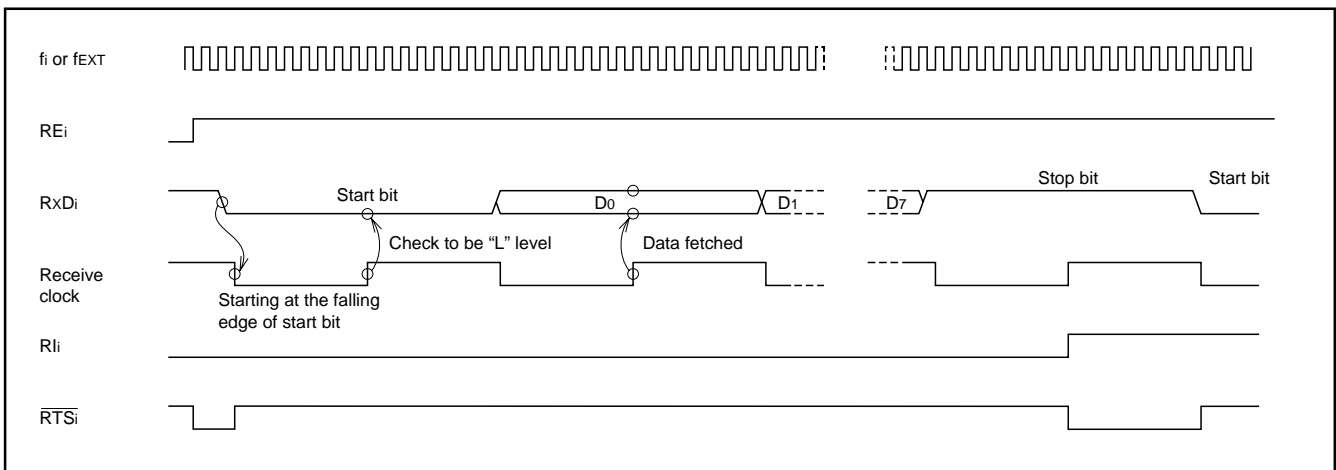 fi or fEXT
REi
RxDi
Start bit
D0
D1
D7
Stop bit
Start bit
Check to be “L” level
Data fetched
Receive
clock
Starting at the falling
edge of start bit
RIi
RTSi